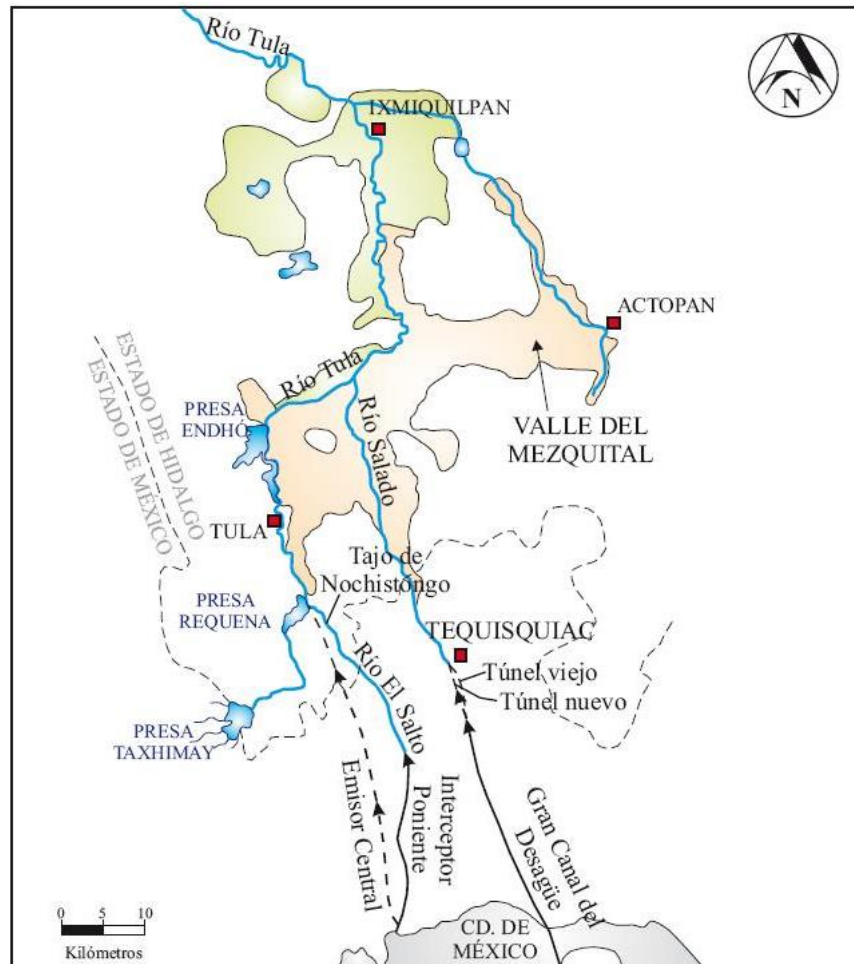 Río Tula
N
IXMIQUILPAN
ACTOPAN
ESTADO DE HIDALGO
ESTADO DE MÉXICO
Río Tula
PRESA
ENDHÓ
Río Salado
VALLE DEL
MEZQUITAL
TULA
Tajo de
Nochistongo
PRESA
REQUENA
TEQUISQUIAC
Túnel viejo
Túnel nuevo
Río El Salto
PRESA
TAXHIMAY
Emisor Central
Interceptor
Poniente
Gran Canal del
Desagüe
0 5 10
Kilómetros
CD. DE
MÉXICO